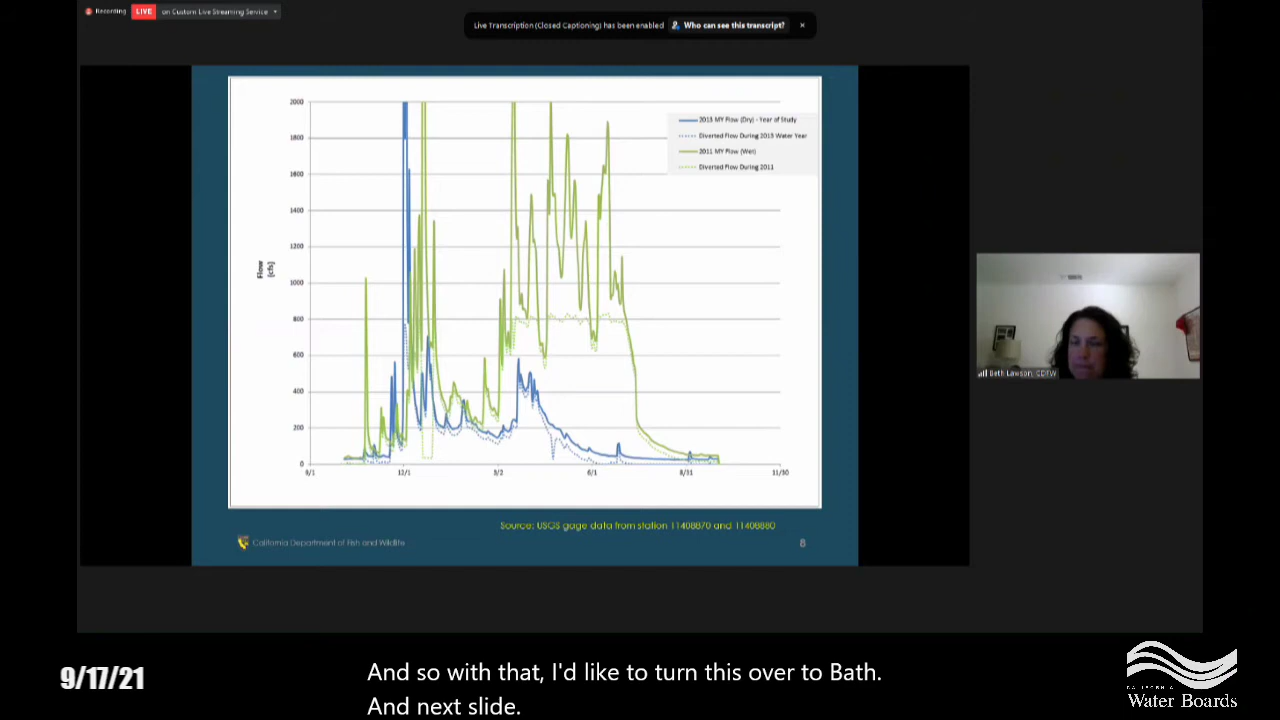 Recording
LIVE
on Custom Live Streaming Service
Live Transcription (Closed Captioning) has been enabled
Who can see this transcript?
2000
1800
1600
1400
1200
1000
800
600
400
200
0
Flow
[cfs]
9/1
12/1
3/2
6/1
8/31
11/30
2013 MY Flow (Dry) - Year of Study
Diverted Flow During 2013 Water Year
2011 MY Flow (Wet)
Diverted Flow During 2011
Source: USGS gage data from station 11408870 and 11408880
California Department of Fish and Wildlife
8
Beth Lawson, CDFW
9/17/21
And so with that, I'd like to turn this over to Bath.
And next slide.
CALIFORNIA
Water Boards